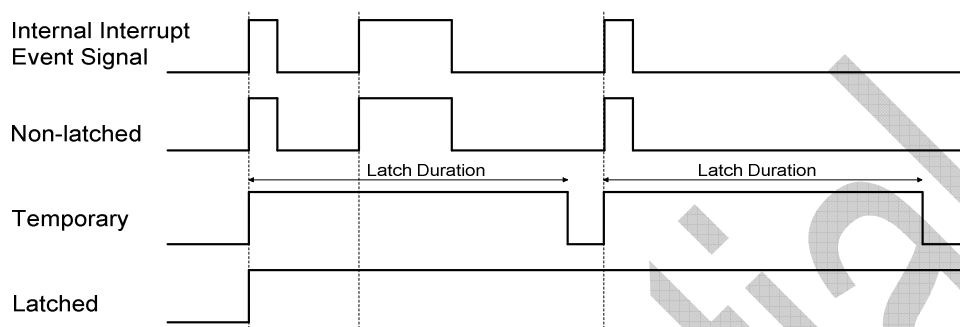 Internal Interrupt
Event Signal
Non-latched
Latch Duration
Latch Duration
Temporary
Latched